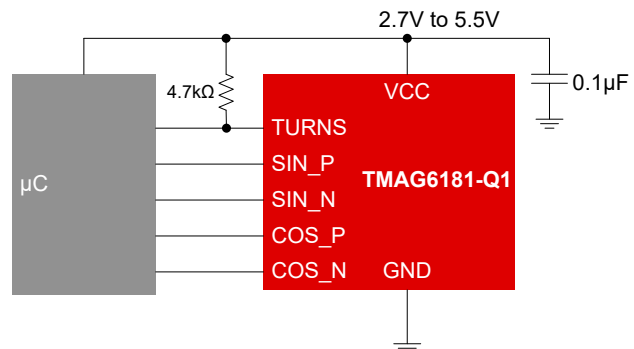 2.7V to 5.5V
4.7kΩ
VCC
0.1µF
TURNS
SIN_P
µC
TMAG6181-Q1
SIN_N
COS_P
COS_N
GND